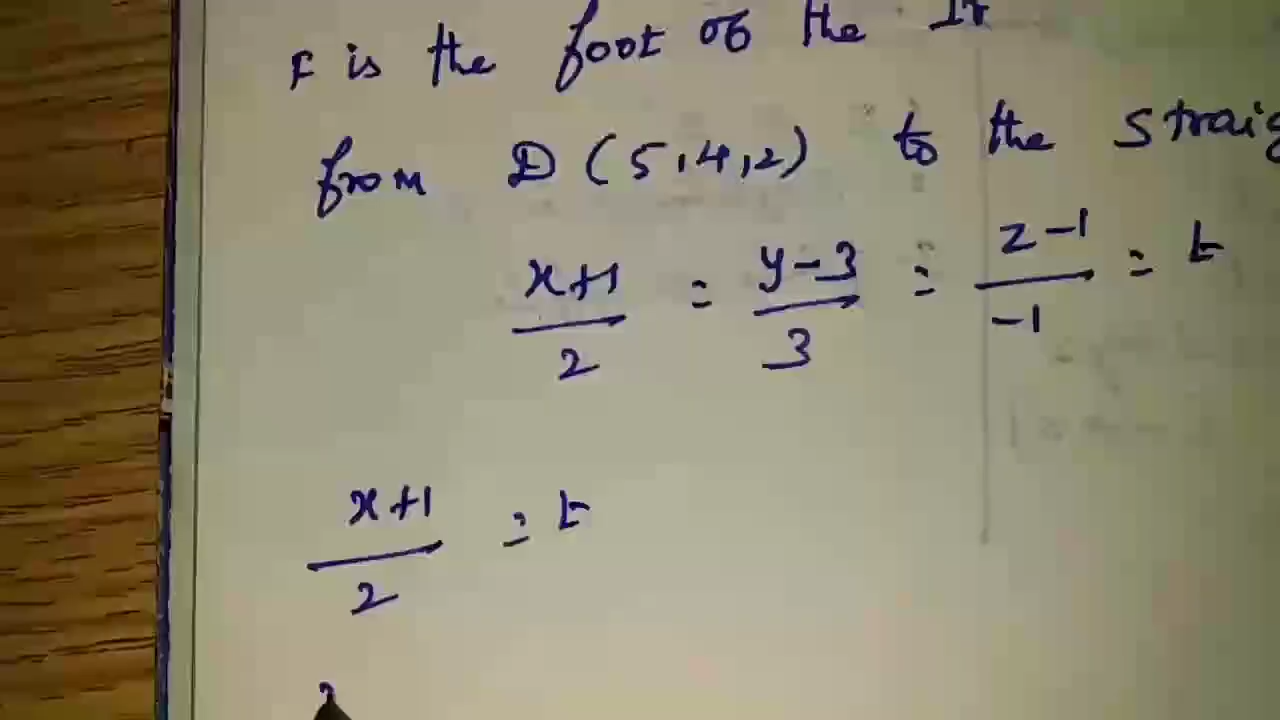 F is the foot of the
from D (5,4,2) to the
x+1 / 2 = y-3 / 3 = z-1 / -1 = t
x+1 / 2 = t